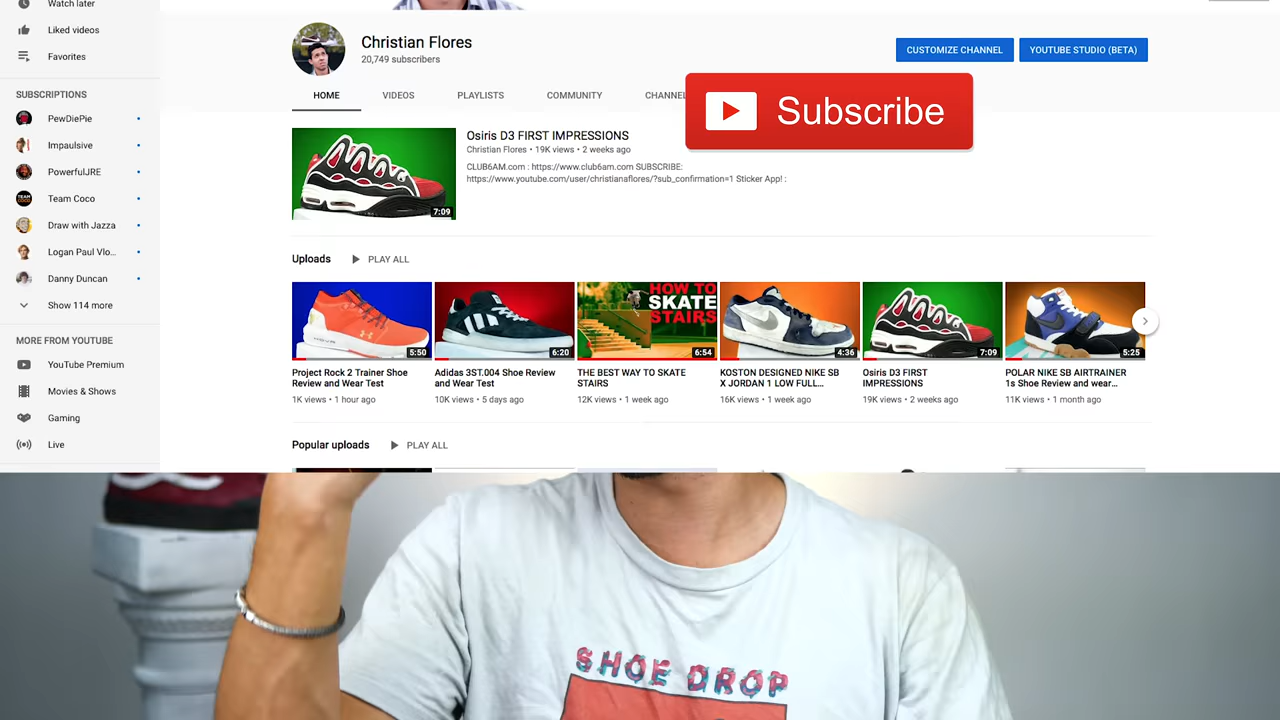 Watch later
Liked videos
Favorites
SUBSCRIPTIONS
PewDiePie
Impaulsive
PowerfulJRE
Team Coco
Draw with Jazza
Logan Paul Vlo...
Danny Duncan
Show 114 more
MORE FROM YOUTUBE
YouTube Premium
Movies & Shows
Gaming
Live
Christian Flores
20,749 subscribers
CUSTOMIZE CHANNEL
YOUTUBE STUDIO (BETA)
HOME VIDEOS PLAYLISTS COMMUNITY CHANNEL
Subscribe
Osiris D3 FIRST IMPRESSIONS
Christian Flores • 19K views • 2 weeks ago
CLUB6AM.com : https://www.club6am.com SUBSCRIBE:
https://www.youtube.com/user/christianaflores/?sub_confirmation=1 Sticker App! :
7:09
Uploads PLAY ALL
HOW TO
SKATE
STAIRS
5:50
6:20
6:54
4:36
7:09
5:25
Project Rock 2 Trainer Shoe
Review and Wear Test
1K views • 1 hour ago
Adidas 3ST.004 Shoe Review
and Wear Test
10K views • 5 days ago
THE BEST WAY TO SKATE
STAIRS
12K views • 1 week ago
KOSTON DESIGNED NIKE SB
X JORDAN 1 LOW FULL...
16K views • 1 week ago
Osiris D3 FIRST
IMPRESSIONS
19K views • 2 weeks ago
POLAR NIKE SB AIRTRAINER
1s Shoe Review and wear...
11K views • 1 month ago
Popular uploads PLAY ALL
SHOE DROP